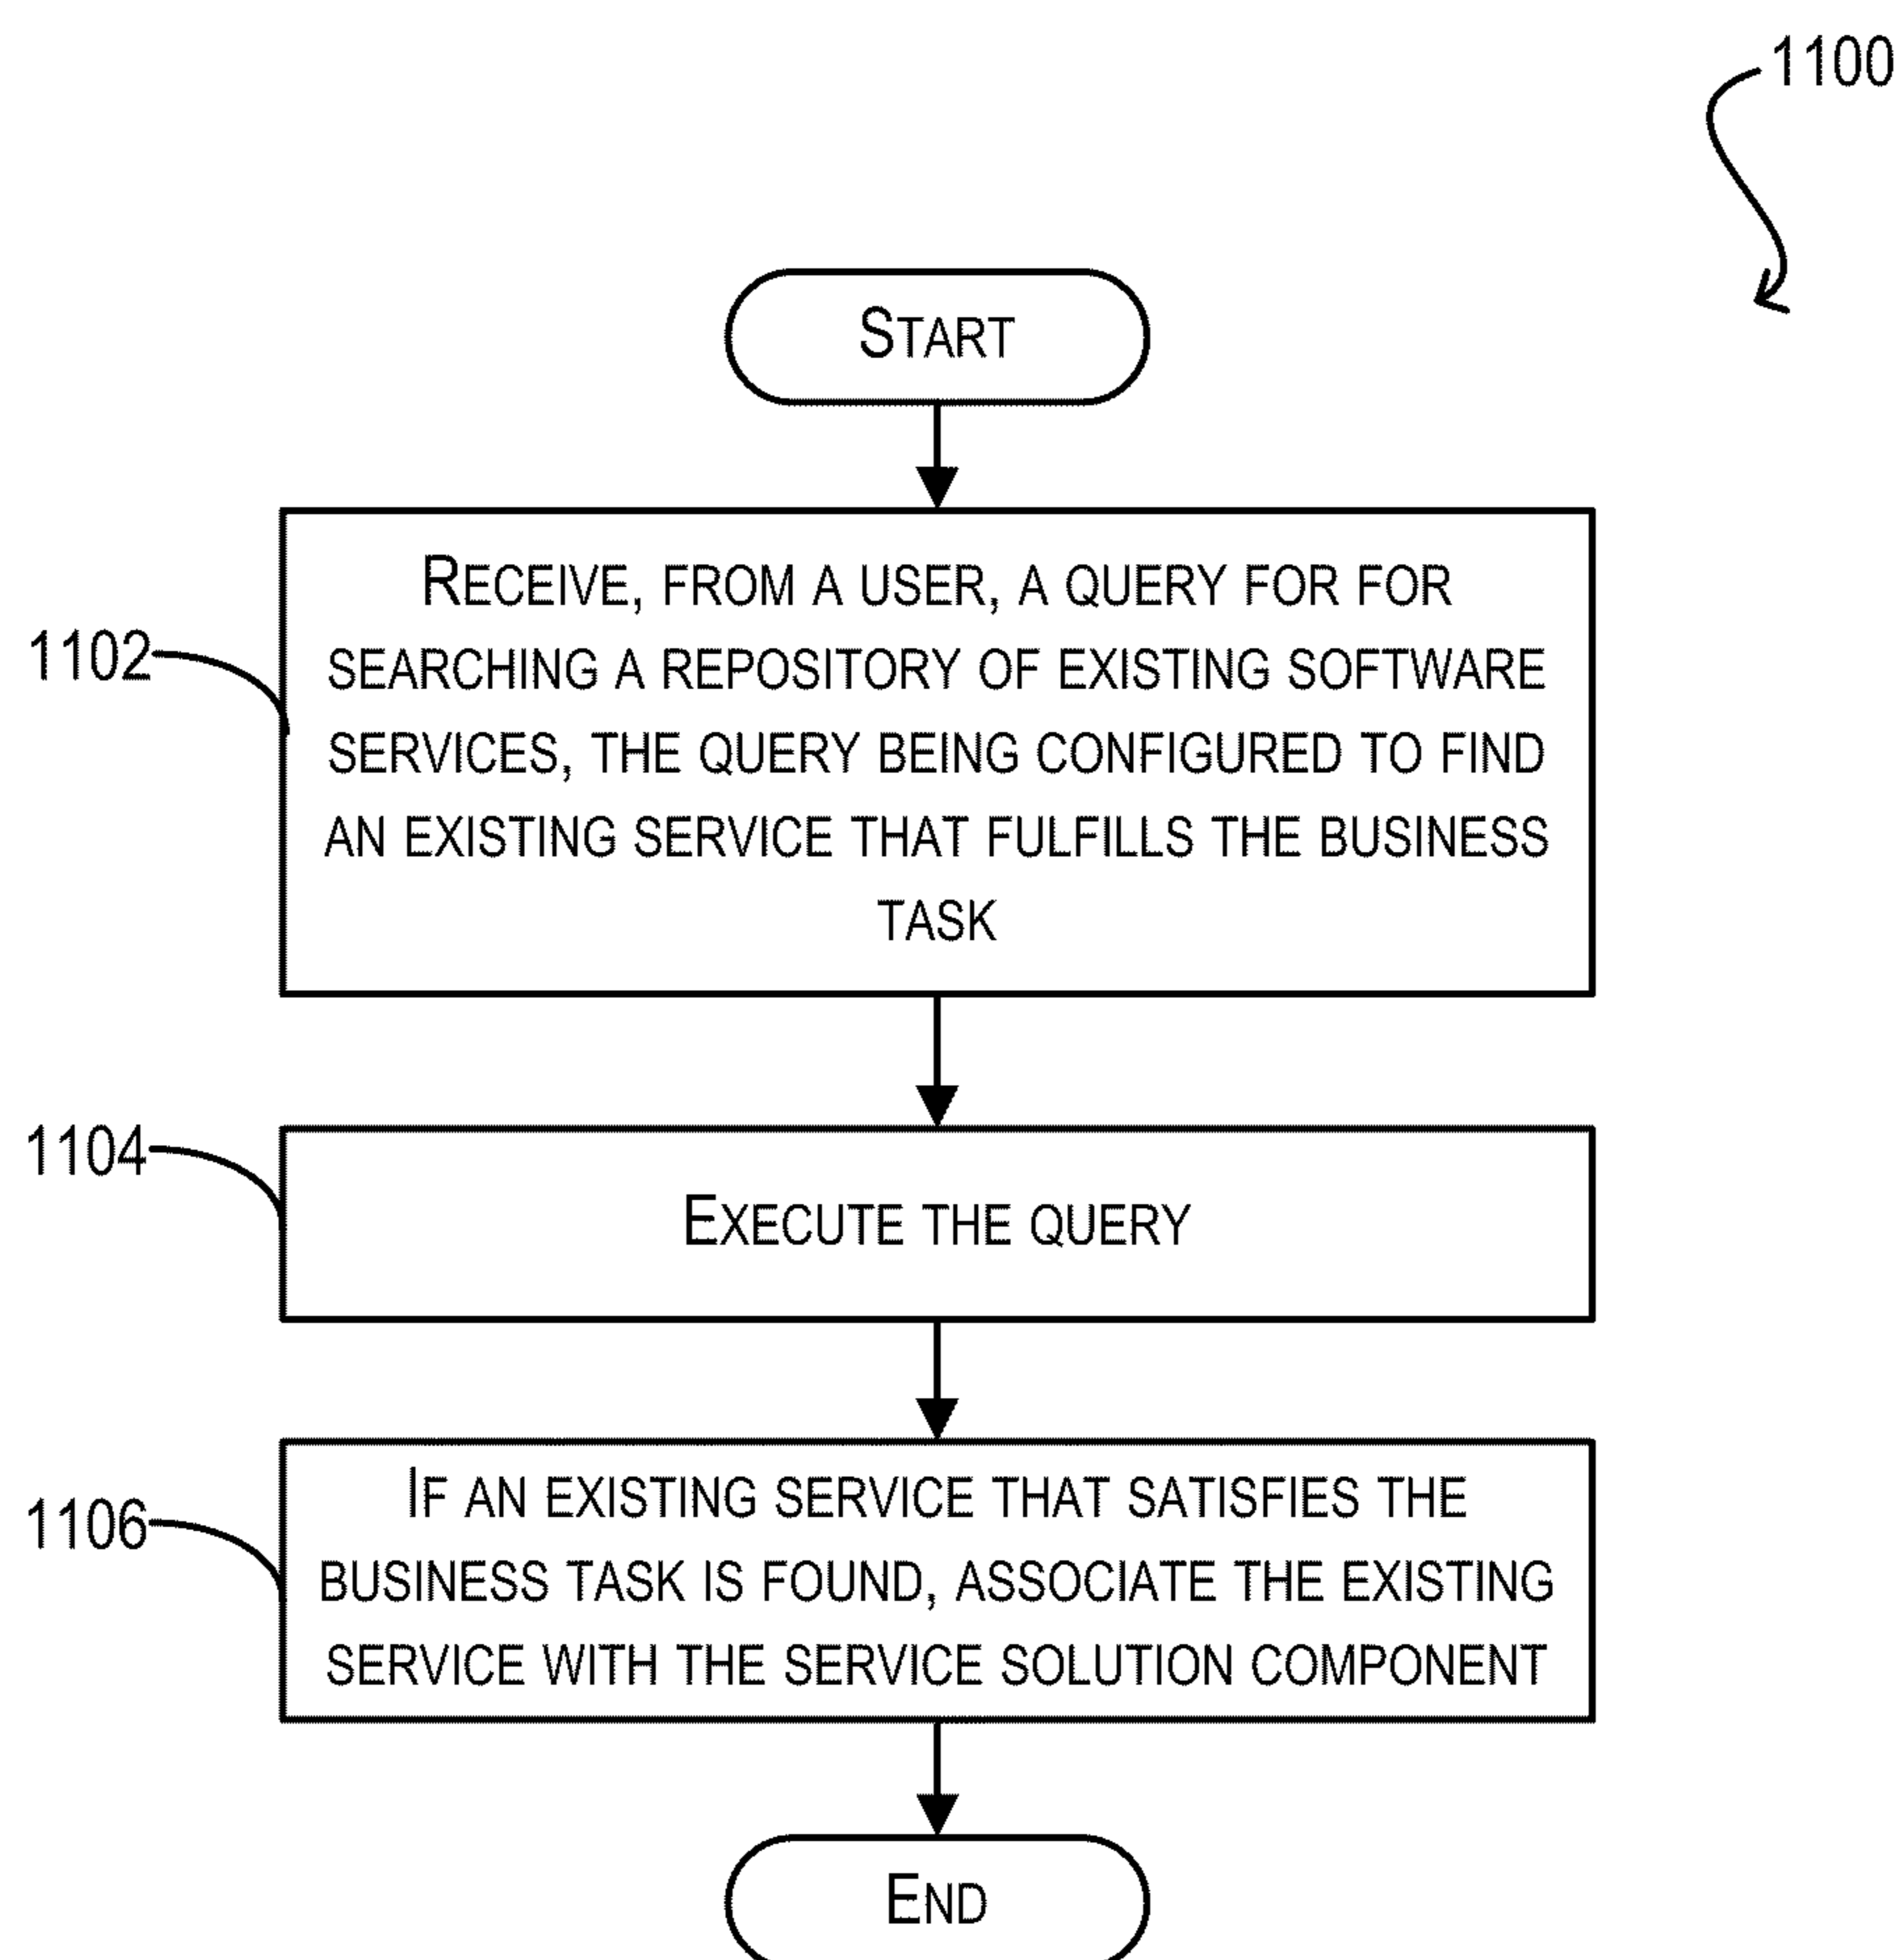 1100
START
1102
RECEIVE, FROM A USER, A QUERY FOR FOR
SEARCHING A REPOSITORY OF EXISTING SOFTWARE
SERVICES, THE QUERY BEING CONFIGURED TO FIND
AN EXISTING SERVICE THAT FULFILLS THE BUSINESS
TASK
1104
EXECUTE THE QUERY
1106
IF AN EXISTING SERVICE THAT SATISFIES THE
BUSINESS TASK IS FOUND, ASSOCIATE THE EXISTING
SERVICE WITH THE SERVICE SOLUTION COMPONENT
END